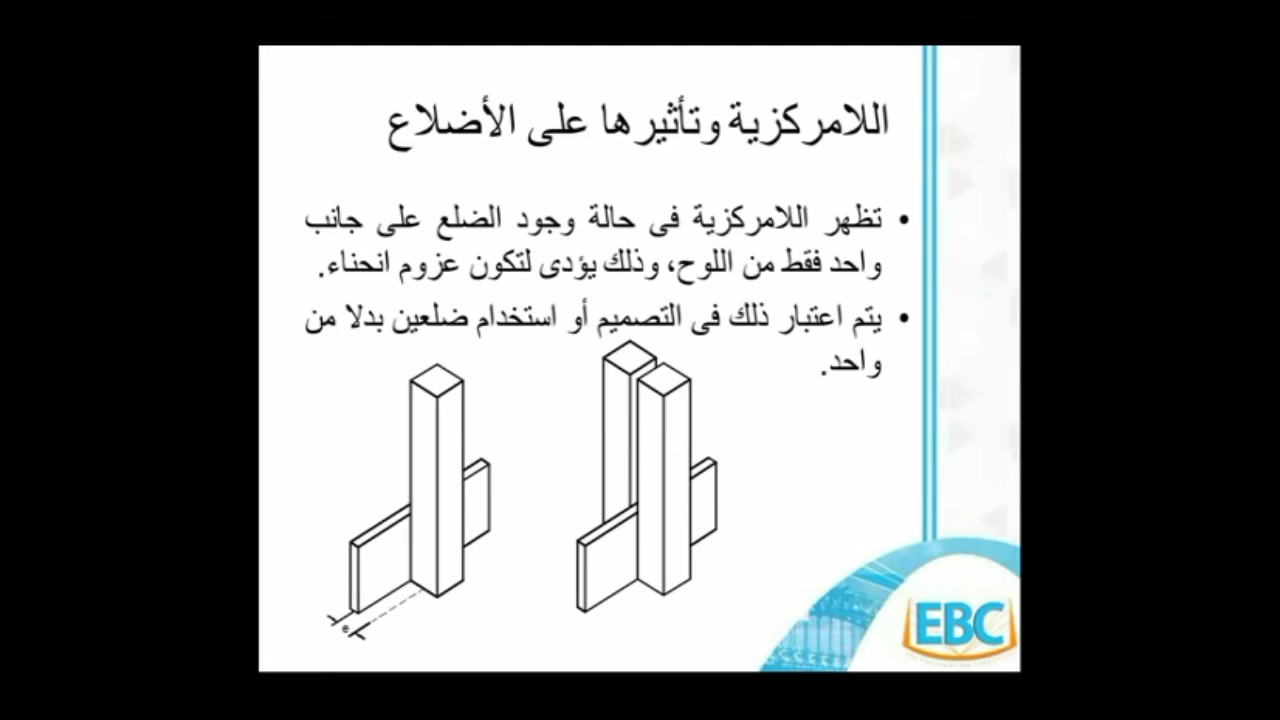 اللامركزية وتأثيرها على الأضلاع
• تظهر اللامركزية فى حالة وجود الضلع على جانب
واحد فقط من اللوح، وذلك يؤدى لتكون عزوم انحناء.
• يتم اعتبار ذلك فى التصميم أو استخدام ضلعين بدلا من
واحد.
e
EBC